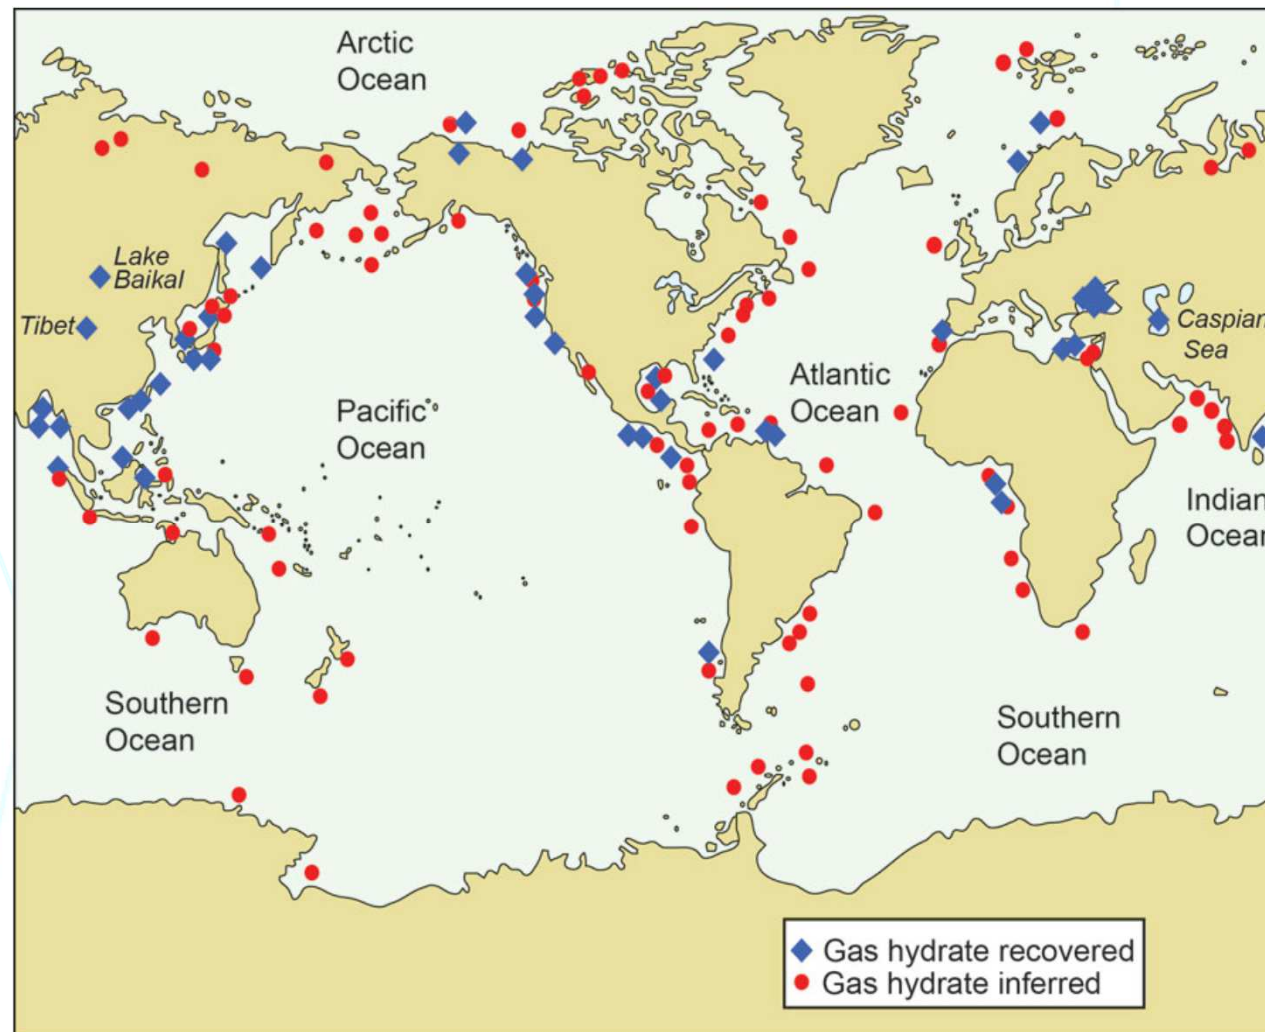 Arctic
Ocean
Lake
Baikal
Tibet
Caspian
Sea
Atlantic
Ocean
Pacific
Ocean
Indian
Ocean
Southern
Ocean
Southern
Ocean
Gas hydrate recovered
Gas hydrate inferred